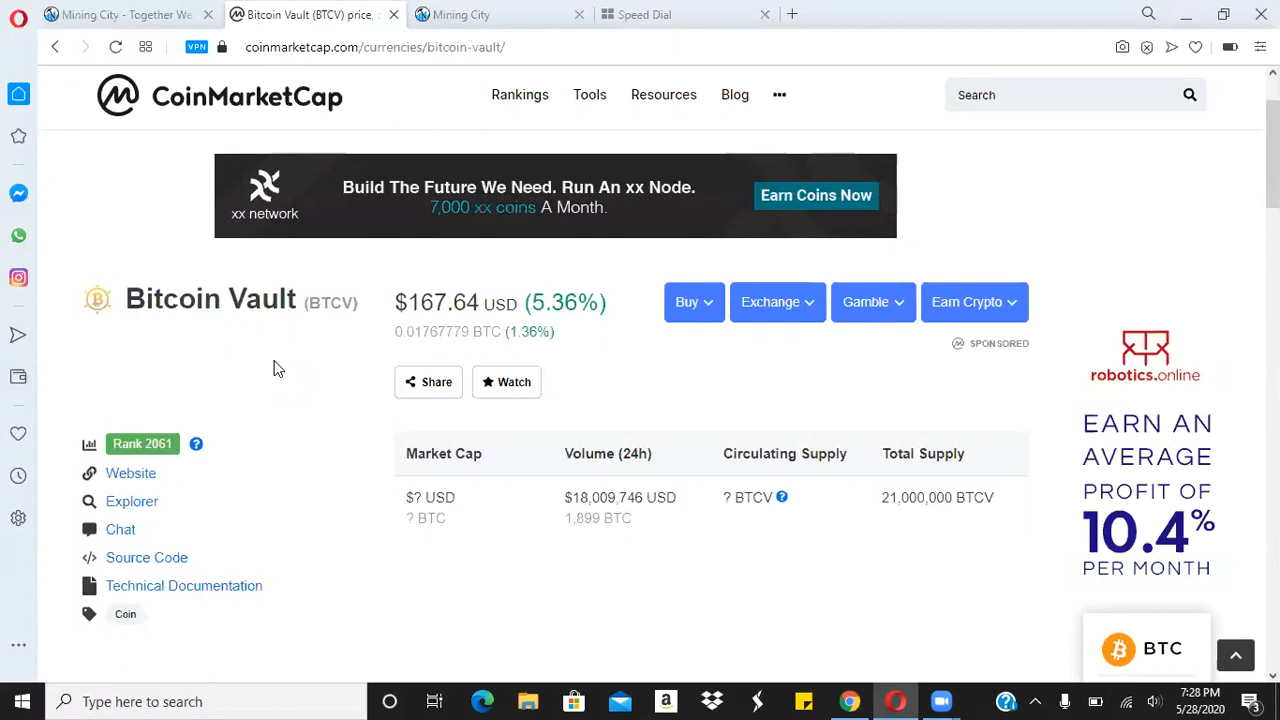 Mining City - Together We
Bitcoin Vault (BTCV) price,
Mining City
Speed Dial
VPN
coinmarketcap.com/currencies/bitcoin-vault/
CoinMarketCap
Rankings
Tools
Resources
Blog
Search
xx network
Build The Future We Need. Run An xx Node.
7,000 xx coins A Month.
Earn Coins Now
Bitcoin Vault (BTCV)
$167.64 USD (5.36%)
0.01767779 BTC (1.36%)
Buy
Exchange
Gamble
Earn Crypto
SPONSORED
Share
Watch
Rank 2061
Website
Explorer
Chat
Source Code
Technical Documentation
Coin
Market Cap
Volume (24h)
Circulating Supply
Total Supply
$? USD
$18,009,746 USD
? BTCV
21,000,000 BTCV
? BTC
1,899 BTC
robotics.online
EARN AN
AVERAGE
PROFIT OF
10.4%
PER MONTH
BTC
Type here to search
7:28 PM
5/28/2020
3